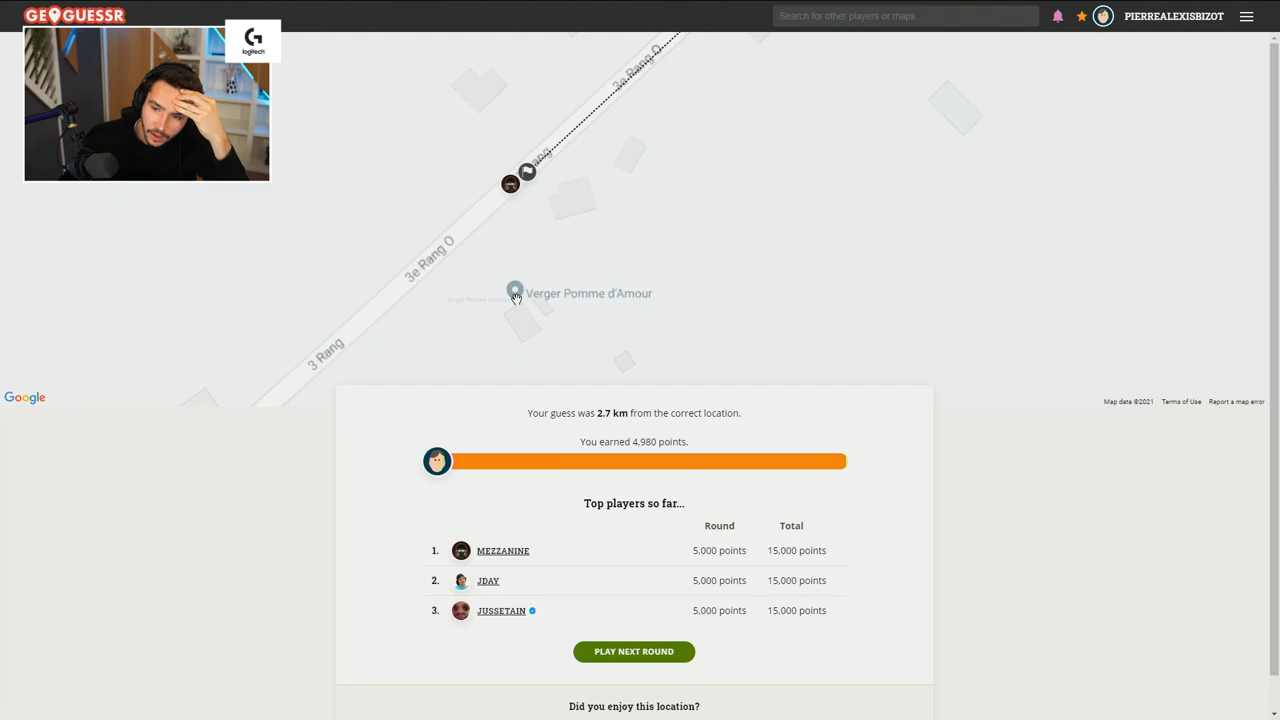 GEOGUESSR
Search for other players or maps
PIERREALEXISBIZOT
logitech
3e Rang O
3e Rang O
Verger Pomme d'Amour
3 Rang
Google
Map data ©2021 Terms of Use Report a map error
Your guess was 2.7 km from the correct location.
You earned 4,980 points.
Top players so far...
Round Total
1. MEZZANINE 5,000 points 15,000 points
2. JDAY 5,000 points 15,000 points
3. JUSSETAIN 5,000 points 15,000 points
PLAY NEXT ROUND
Did you enjoy this location?